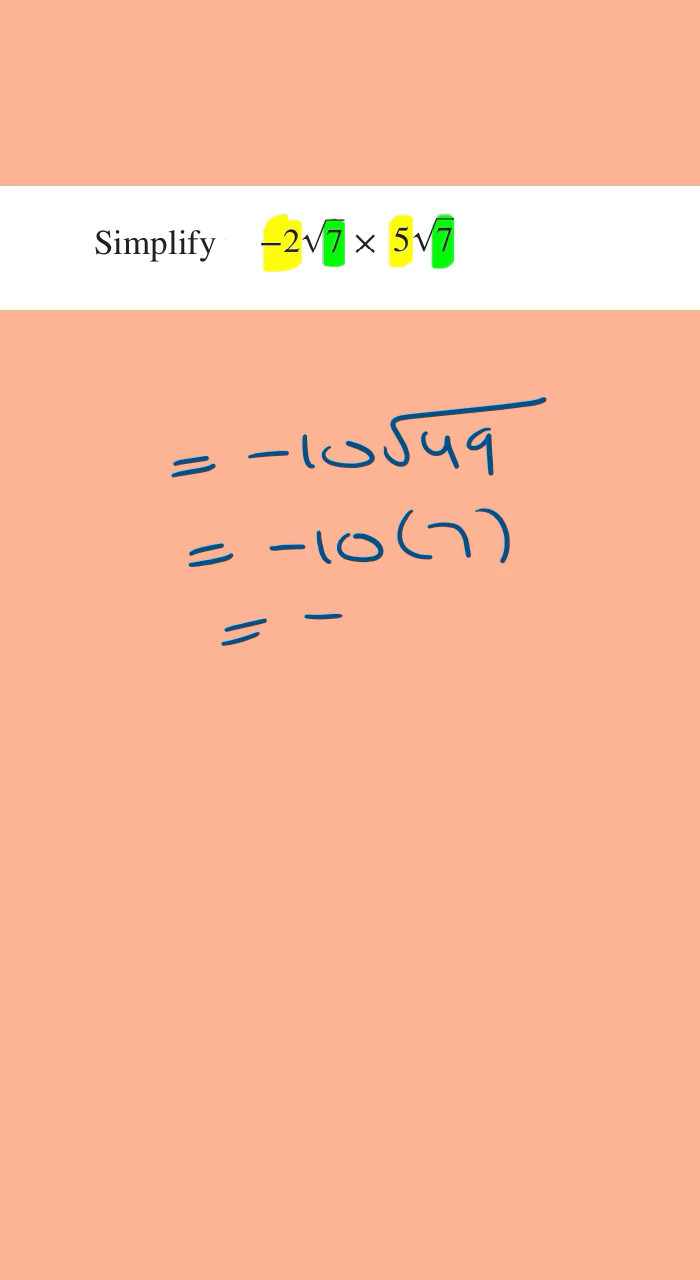 Simplify −2√7 × 5√7
= −10√49
= −10(7)
= −